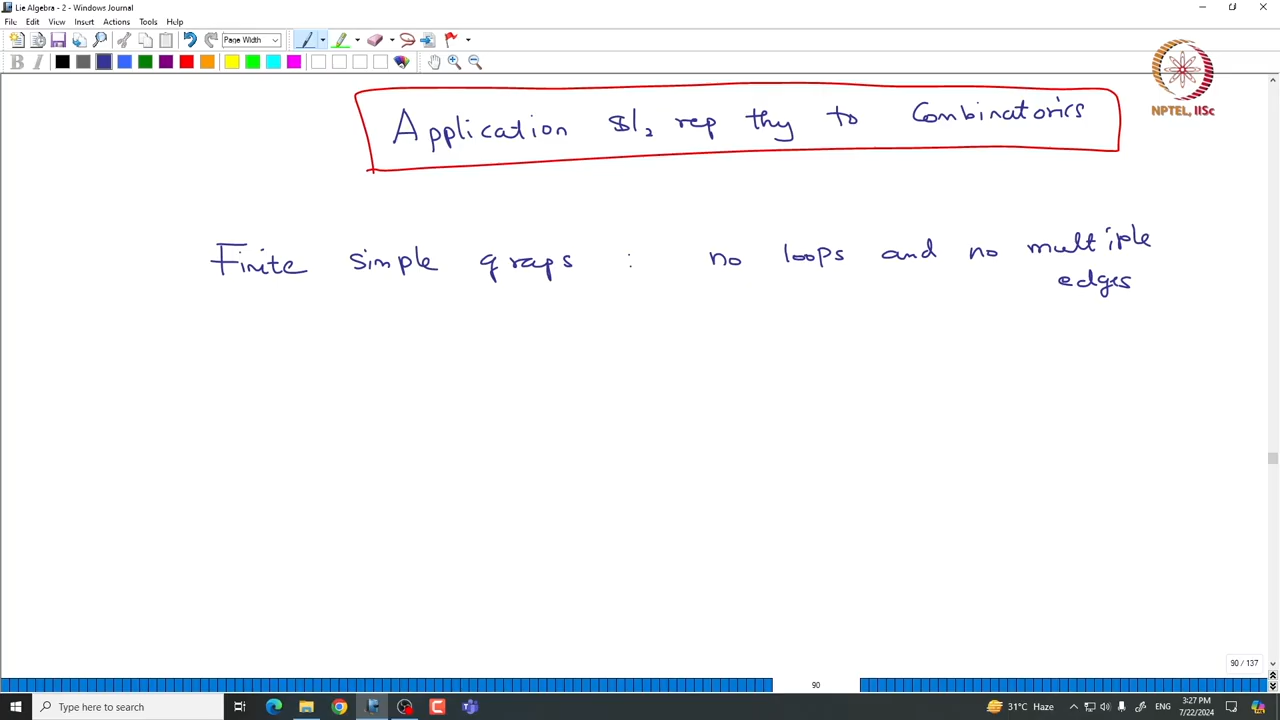 Lie Algebra - 2 - Windows Journal
File Edit View Insert Actions Tools Help
Page Width
NPTEL, IISc
Application sl₂ rep thy to Combinatorics
Finite simple graps : no loops and no multiple
edges
90 / 137
90
Type here to search
31°C Haze
3:27 PM
7/22/2024